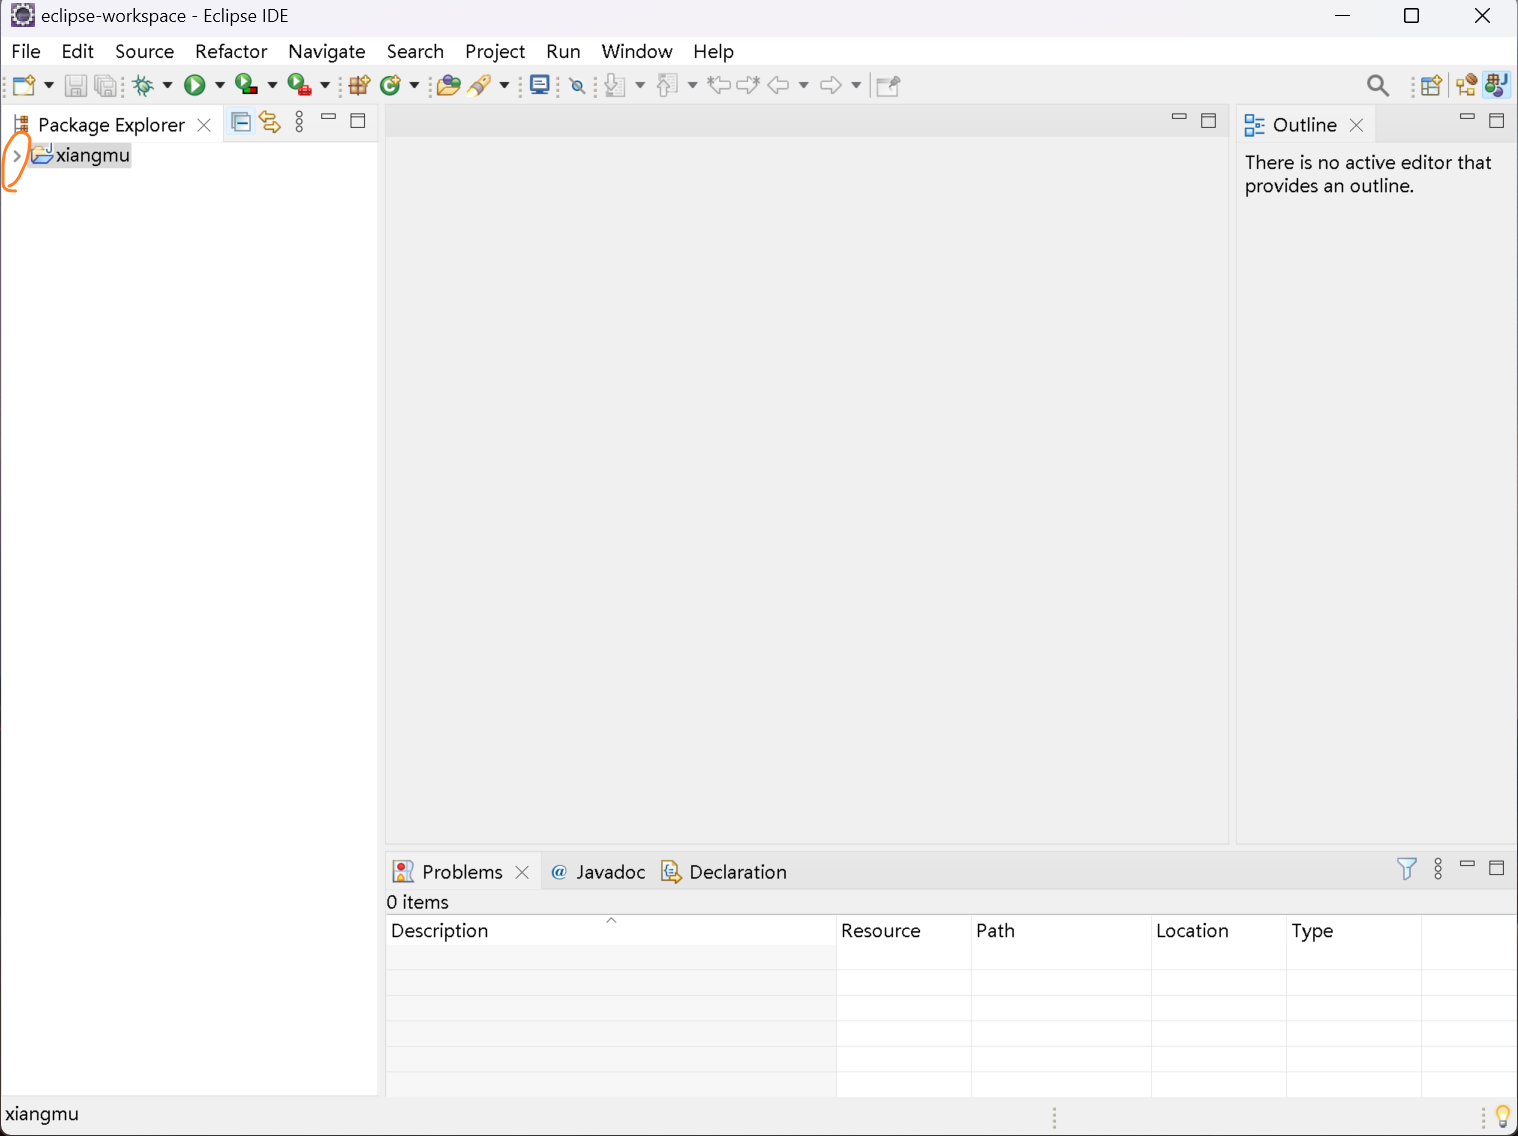 eclipse-workspace - Eclipse IDE
File Edit Source Refactor Navigate Search Project Run Window Help
Package Explorer
xiangmu
Outline
There is no active editor that
provides an outline.
Problems @ Javadoc Declaration
0 items
Description Resource Path Location Type
xiangmu